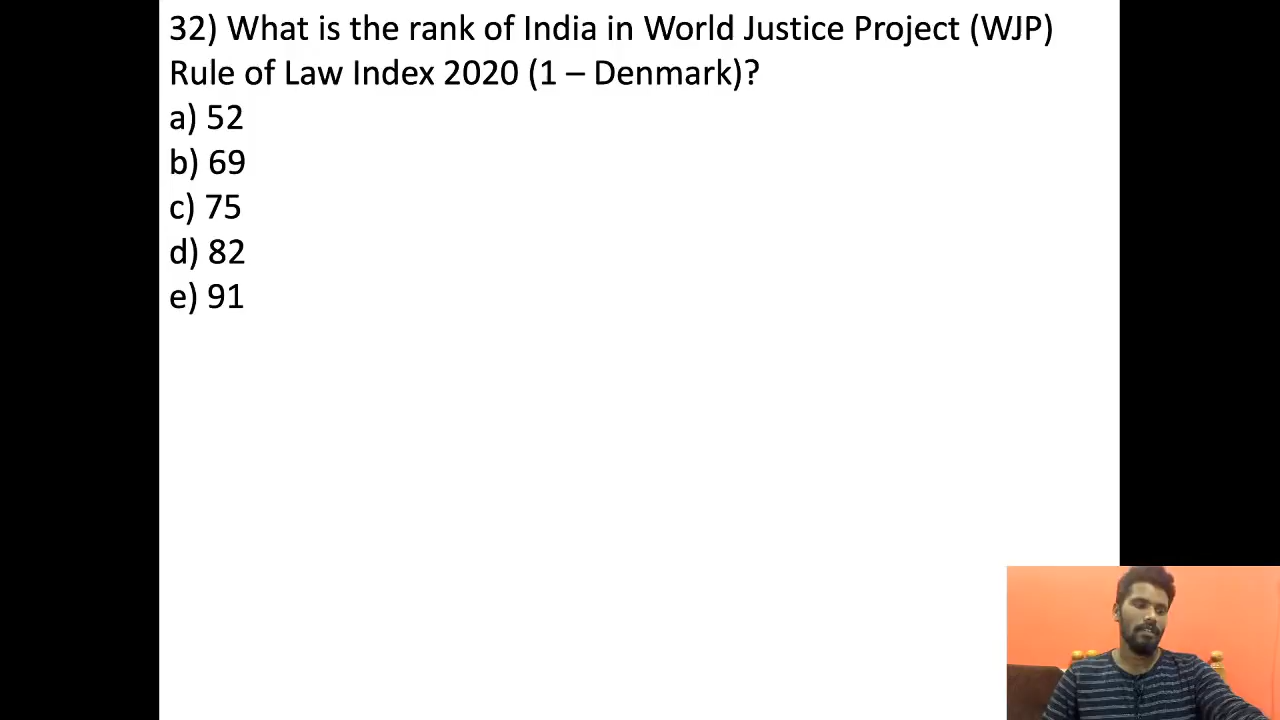 32) What is the rank of India in World Justice Project (WJP)
Rule of Law Index 2020 (1 – Denmark)?
a) 52
b) 69
c) 75
d) 82
e) 91